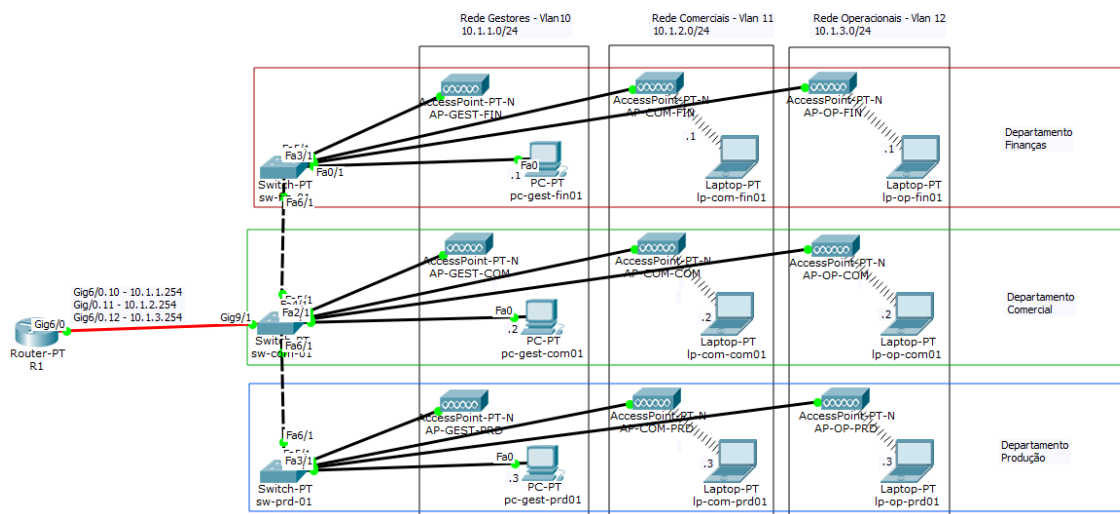 Rede Gestores - Vlan10
10.1.1.0/24
Rede Comerciais - Vlan 11
10.1.2.0/24
Rede Operacionais - Vlan 12
10.1.3.0/24
AccessPoint-PT-N
AP-GEST-FIN
AccessPoint-PT-N
AP-COM-FIN
AccessPoint-PT-N
AP-OP-FIN
Departamento
Finanças
Fa3/1
Fa0/1
Switch-PT
Fa6/1
Fa0
.1
PC-PT
pc-gest-fin01
.1
Laptop-PT
lp-com-fin01
.1
Laptop-PT
lp-op-fin01
AccessPoint-PT-N
AP-GEST-COM
AccessPoint-PT-N
AP-COM-COM
AccessPoint-PT-N
AP-OP-COM
Departamento
Comercial
Gig6/0.10 - 10.1.1.254
Gig/0.11 - 10.1.2.254
Gig6/0.12 - 10.1.3.254
Gig6/0
Router-PT
R1
Gig9/1
Fa2/1
Switch-PT
sw-com-01
Fa6/1
Fa0
.2
PC-PT
pc-gest-com01
.2
Laptop-PT
lp-com-com01
.2
Laptop-PT
lp-op-com01
AccessPoint-PT-N
AP-GEST-PRD
AccessPoint-PT-N
AP-COM-PRD
AccessPoint-PT-N
AP-OP-PRD
Departamento
Produção
Fa6/1
Fa3/1
Switch-PT
sw-prd-01
Fa0
.3
PC-PT
pc-gest-prd01
.3
Laptop-PT
lp-com-prd01
.3
Laptop-PT
lp-op-prd01